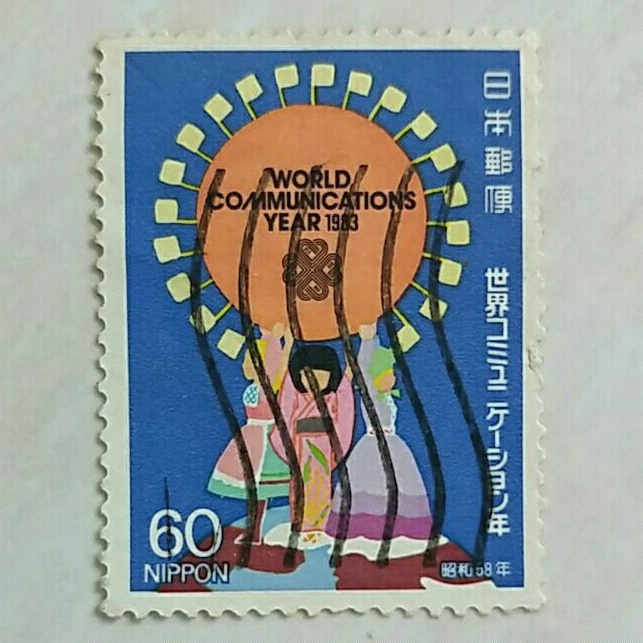 WORLD
COMMUNICATIONS
YEAR 1983
日本郵便
世界コミュニケーション年
60
NIPPON
昭和58年